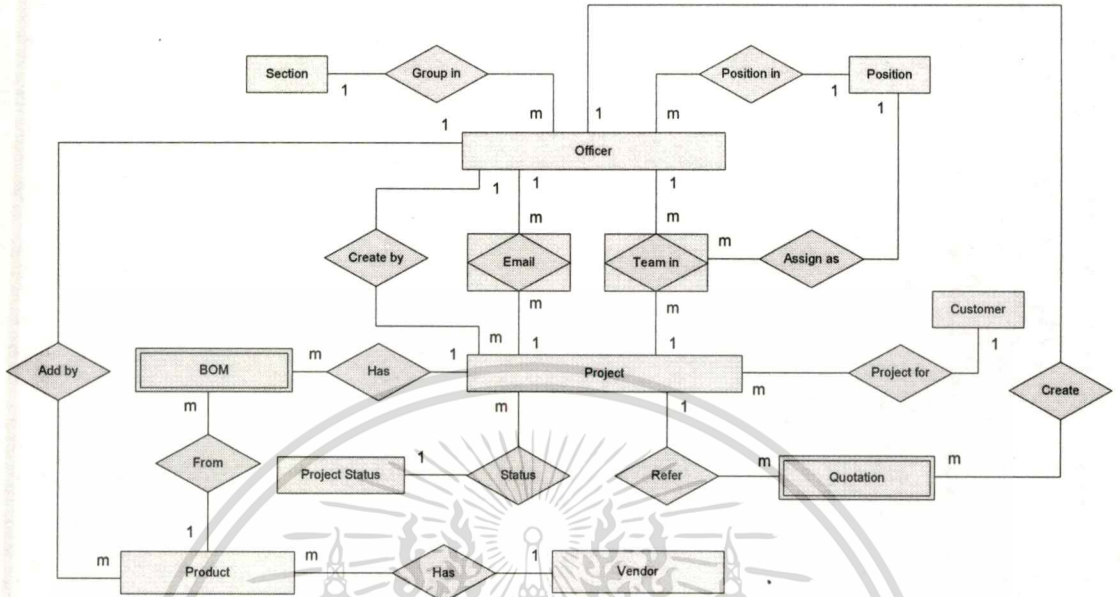 Section
Group in
Position in
Position
1
1
1
m
1
m
1
Officer
1
1
1
m
m
m
Create by
Email
Team in
Assign as
m
m
Customer
m
1
1
1
m
1
Add by
BOM
Has
Project
Project for
Create
m
m
m
1
From
Project Status
1
Status
Refer
m
Quotation
m
1
m
Product
m
Has
1
Vendor